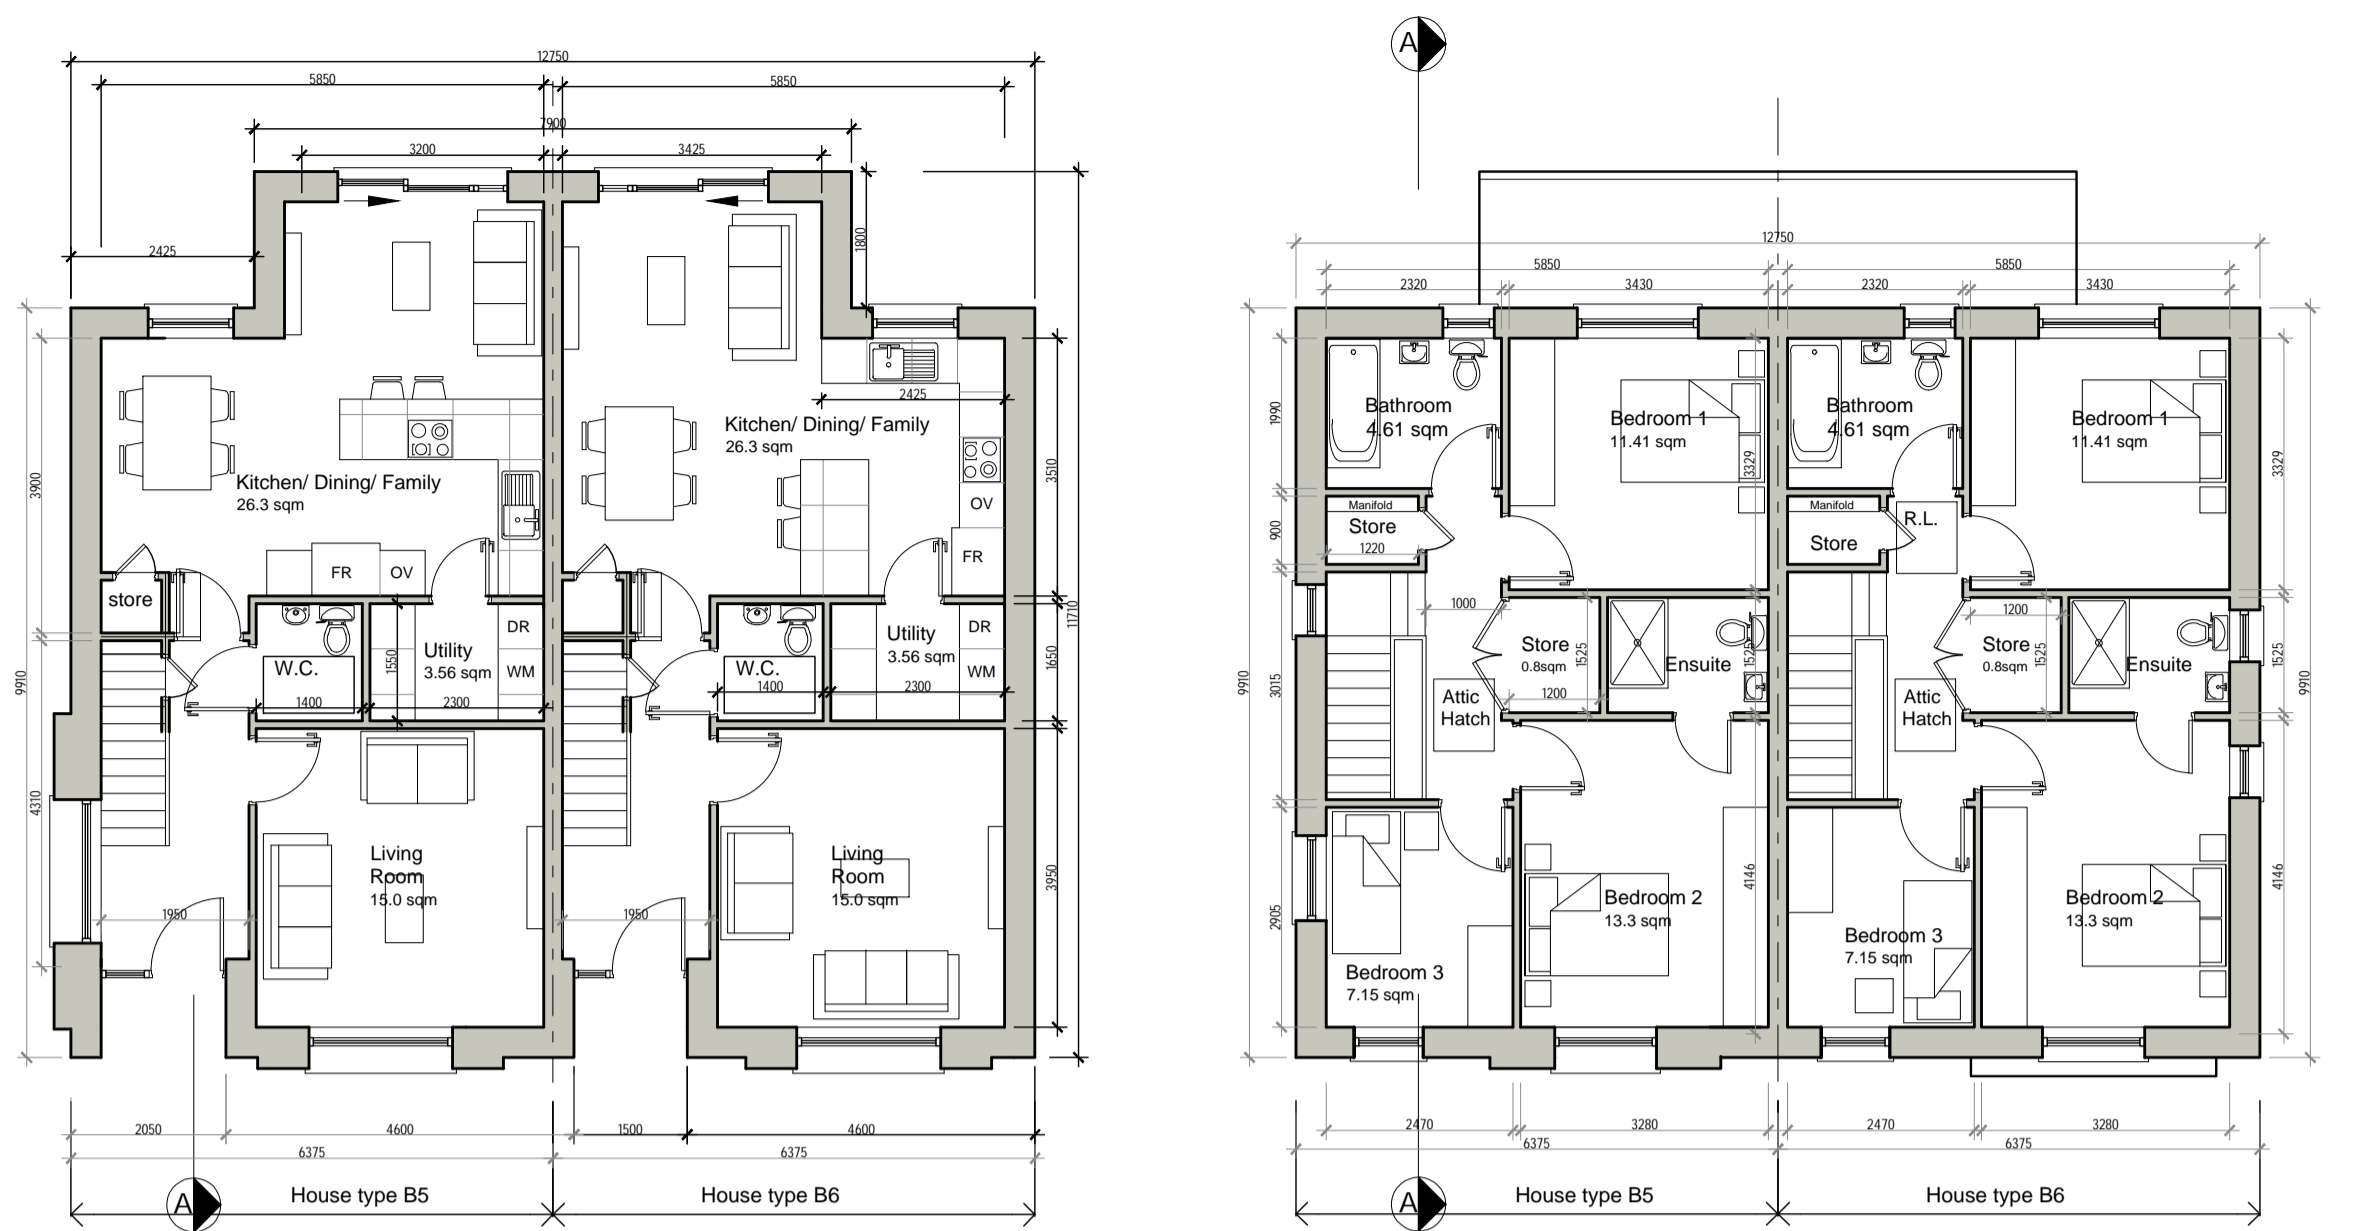 A
12750
5850
5850
7900
3200
3425
2425
1800
12750
5850
5850
2320
3430
2320
3430
2425
Kitchen/ Dining/ Family
26.3 sqm
Kitchen/ Dining/ Family
26.3 sqm
3900
3510
OV
FR
FR
OV
store
9910
4310
W.C.
1400
1550
Utility
3.56 sqm
2300
DR
WM
W.C.
1400
Utility
3.56 sqm
2300
DR
WM
1650
11710
3950
Living
Room
15.0 sqm
1950
Living
Room
15.0 sqm
1950
2050
4600
1500
4600
6375
6375
A
House type B5
House type B6
1990
Bathroom
4.61 sqm
Bedroom 1
11.41 sqm
3329
Bathroom
4.61 sqm
Bedroom 1
11.41 sqm
3329
900
Manifold
Store
1220
Manifold
Store
R.L.
1000
Store
0.8sqm
1525
1200
Ensuite
1525
1200
Store
0.8sqm
1525
Ensuite
1525
9910
3015
Attic
Hatch
Attic
Hatch
9910
2905
Bedroom 3
7.15 sqm
Bedroom 2
13.3 sqm
4146
Bedroom 3
7.15 sqm
Bedroom 2
13.3 sqm
4146
2470
3280
2470
3280
6375
6375
A
House type B5
House type B6